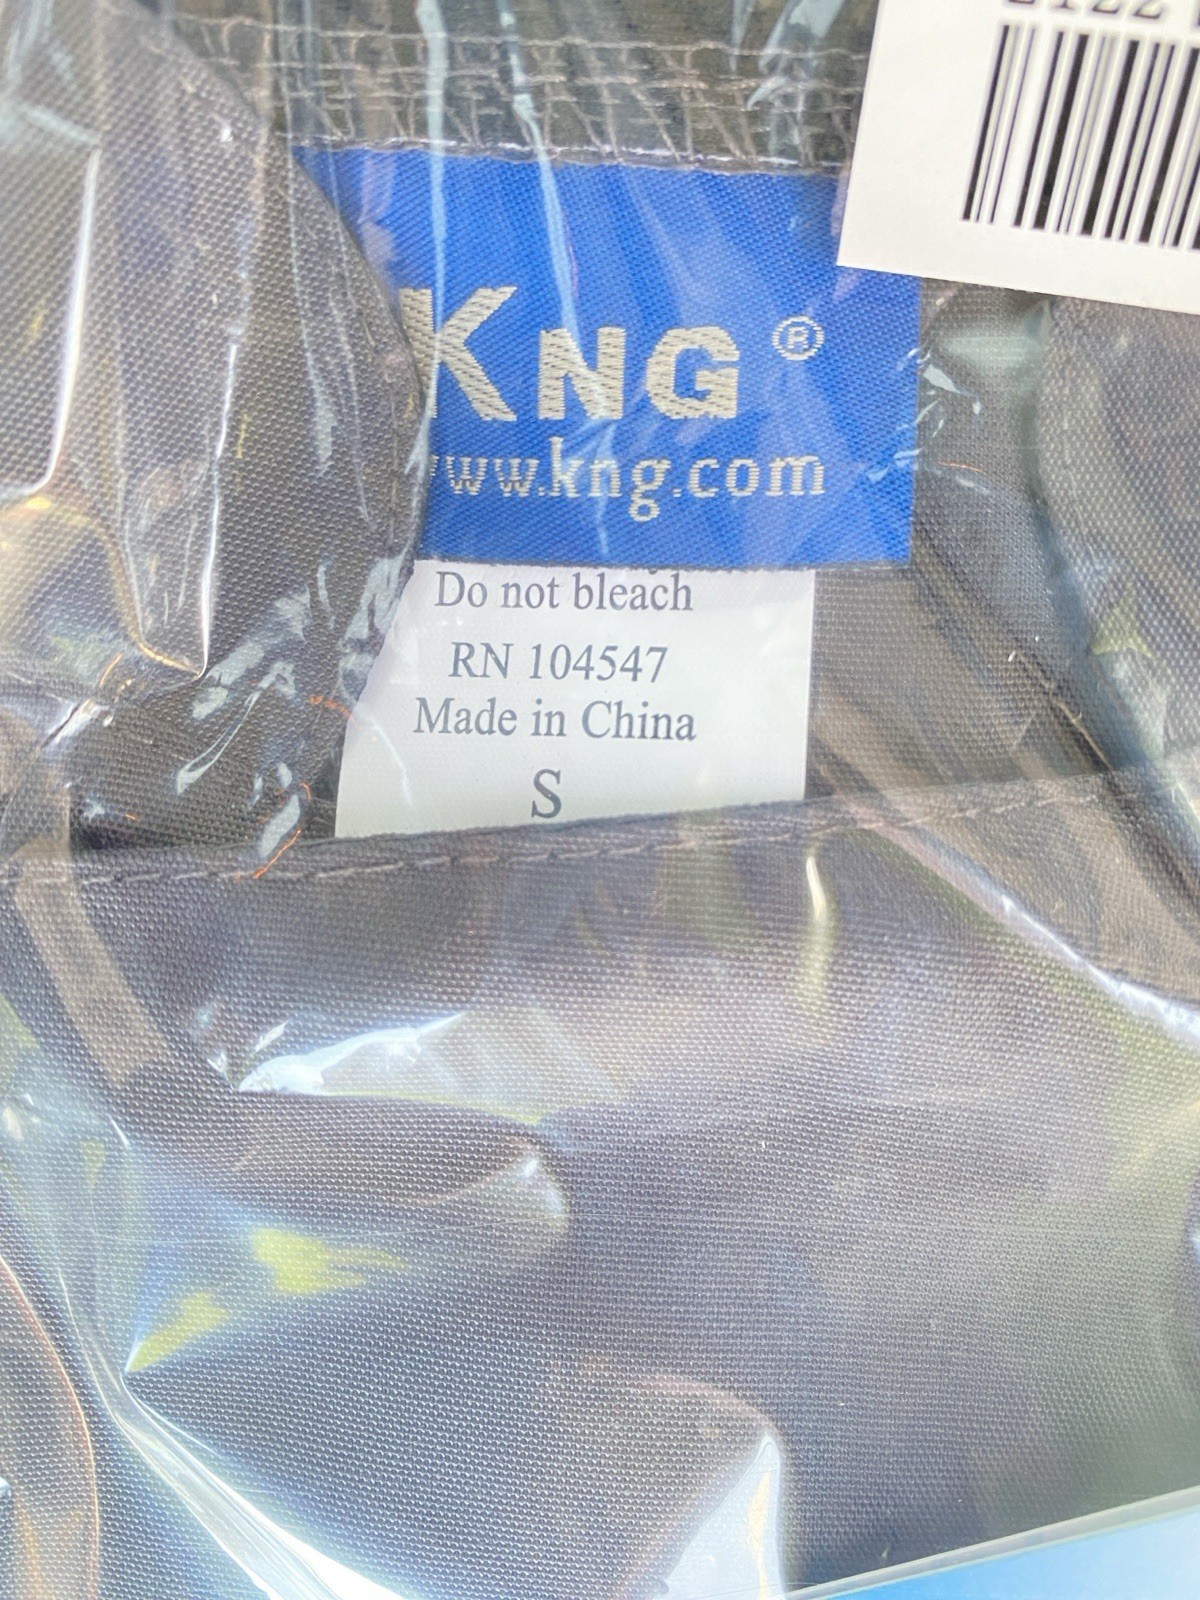 KNG®
www.kng.com
Do not bleach
RN 104547
Made in China
S